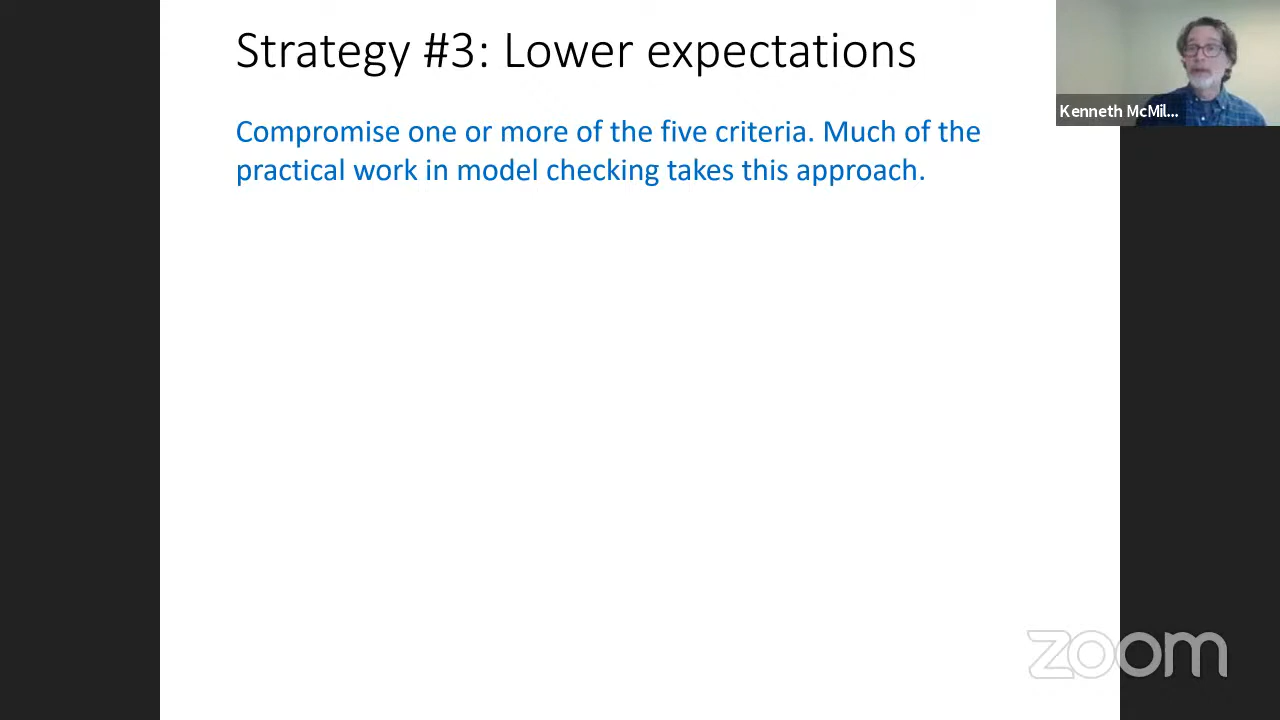 Strategy #3: Lower expectations
Kenneth McMil...
Compromise one or more of the five criteria. Much of the
practical work in model checking takes this approach.
zoom